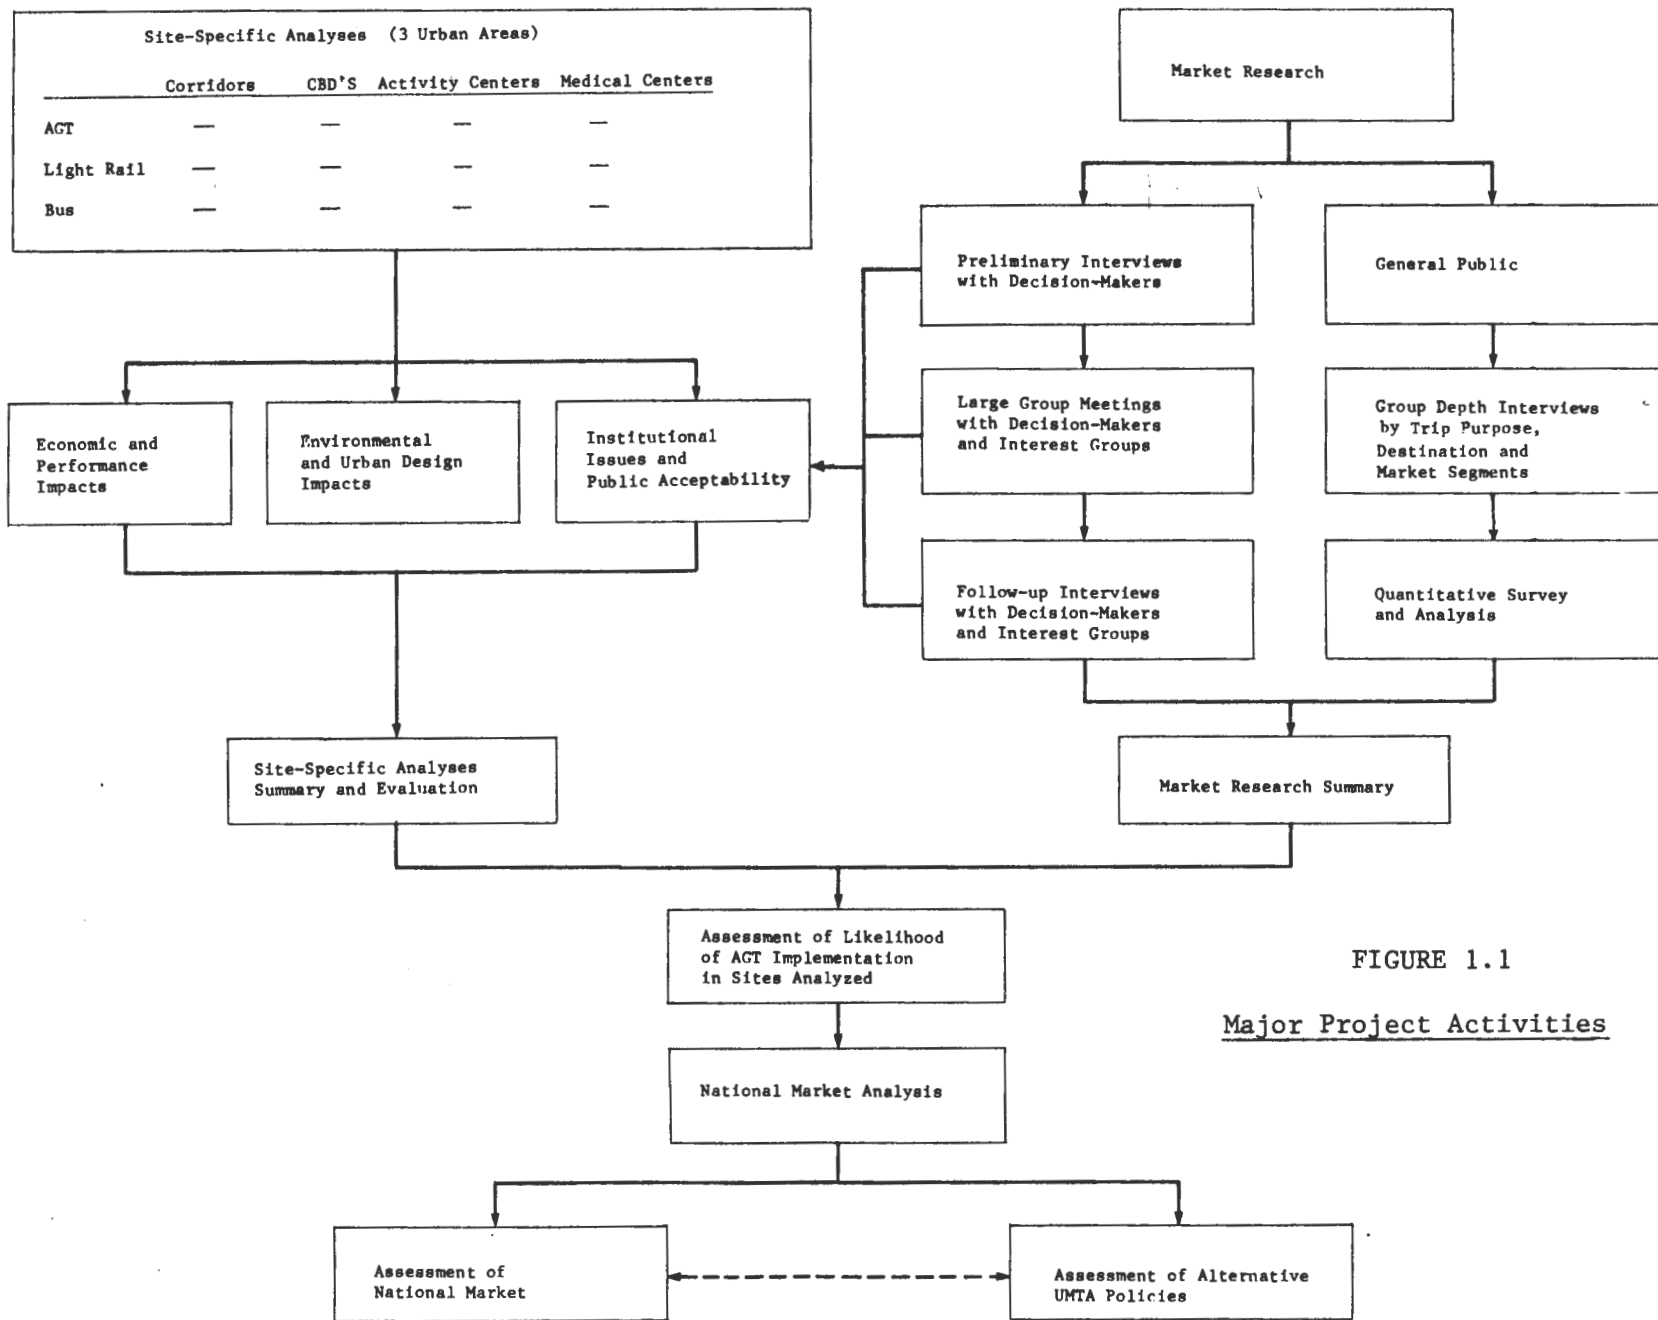 Site-Specific Analyses (3 Urban Areas)
Corridors CBD'S Activity Centers Medical Centers
AGT — — — —
Light Rail — — — —
Bus — — — —
Market Research
Preliminary Interviews
with Decision-Makers
General Public
Large Group Meetings
with Decision-Makers
and Interest Groups
Group Depth Interviews
by Trip Purpose,
Destination and
Market Segments
Economic and
Performance
Impacts
Environmental
and Urban Design
Impacts
Institutional
Issues and
Public Acceptability
Follow-up Interviews
with Decision-Makers
and Interest Groups
Quantitative Survey
and Analysis
Site-Specific Analyses
Summary and Evaluation
Market Research Summary
Assessment of Likelihood
of AGT Implementation
in Sites Analyzed
FIGURE 1.1
Major Project Activities
National Market Analysis
Assessment of
National Market
Assessment of Alternative
UMTA Policies